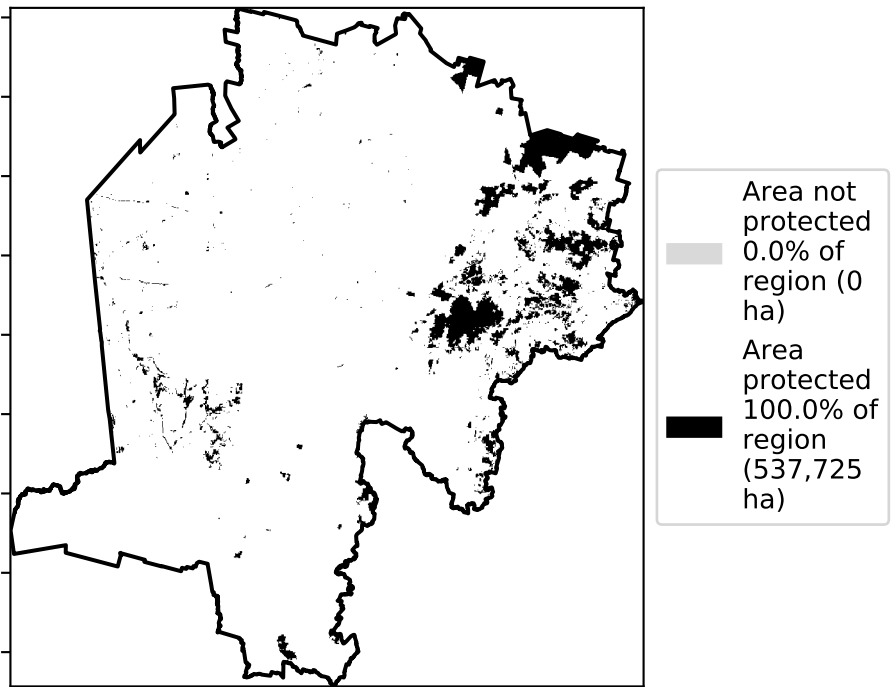 Area not
protected
0.0% of
region (0
ha)
Area
protected
100.0% of
region
(537,725
ha)